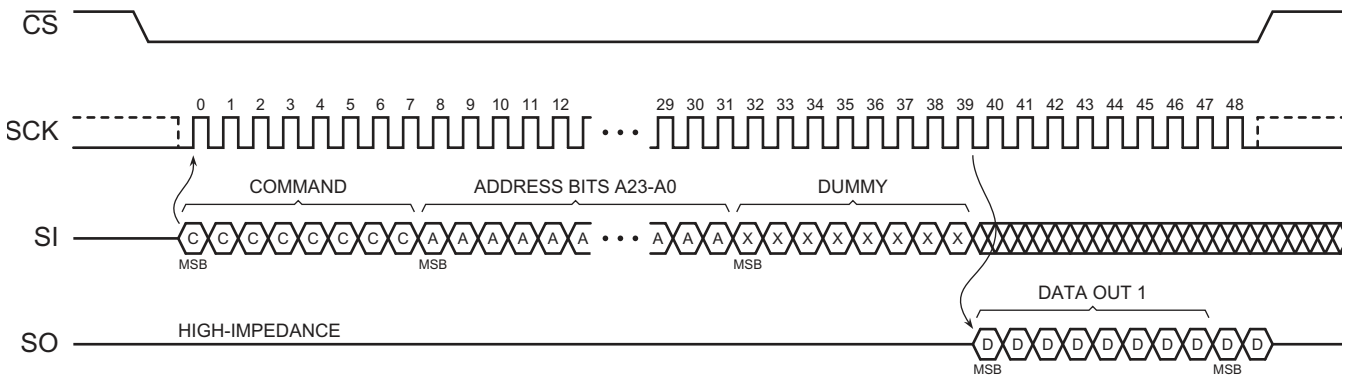 CS
SCK
0 1 2 3 4 5 6 7 8 9 10 11 12 • • • 29 30 31 32 33 34 35 36 37 38 39 40 41 42 43 44 45 46 47 48
COMMAND ADDRESS BITS A23-A0 DUMMY
SI C C C C C C C C A A A A A A • • • A A A X X X X X X X X
MSB MSB MSB
DATA OUT 1
HIGH-IMPEDANCE
SO D D D D D D D D D D
MSB MSB